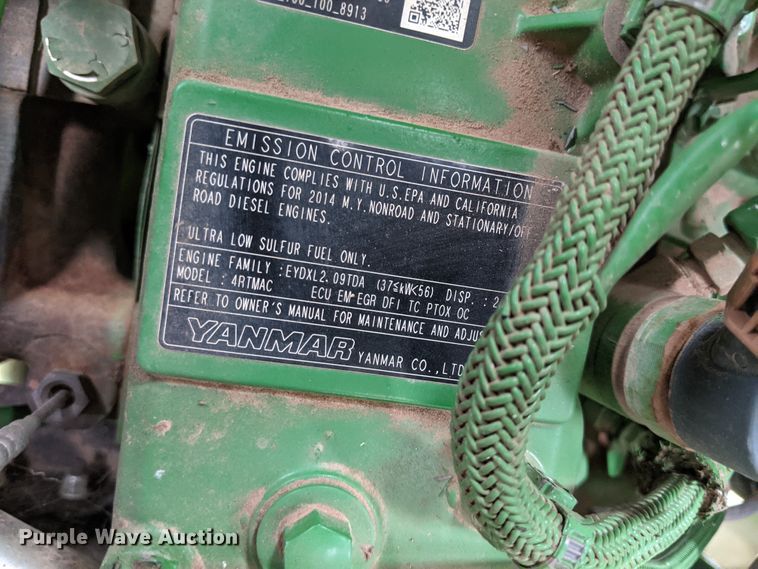 100_8913
EMISSION CONTROL INFORMATION
THIS ENGINE COMPLIES WITH U.S.EPA AND CALIFORNIA
REGULATIONS FOR 2014 M.Y.NONROAD AND STATIONARY/OFF
ROAD DIESEL ENGINES.
ULTRA LOW SULFUR FUEL ONLY.
ENGINE FAMILY :EYDXL2.09TDA (37≤kW<56) DISP. : 2
MODEL : 4RTMAC ECU EM EGR DFI TC PTOX OC
REFER TO OWNER'S MANUAL FOR MAINTENANCE AND ADJUS
YANMAR YANMAR CO.,LTD
Purple Wave Auction